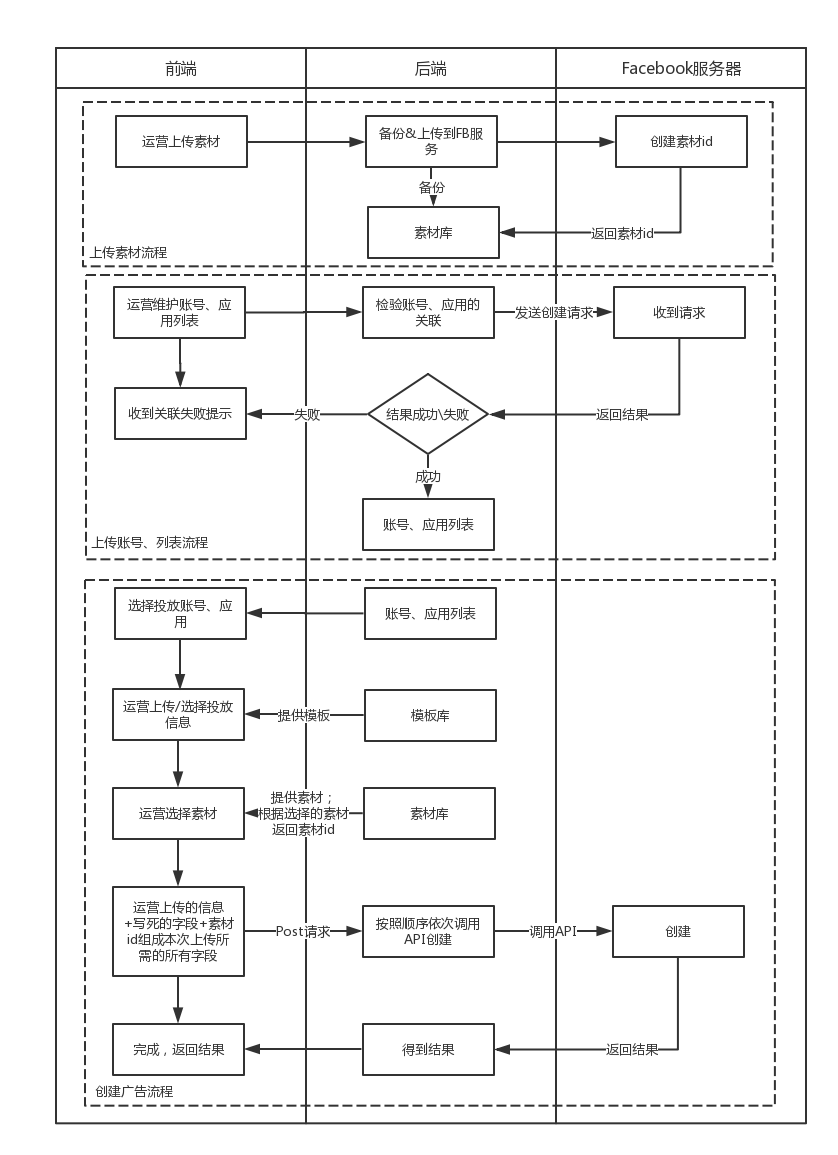 前端
后端
Facebook服务器
运营上传素材
备份&上传到FB服
务
创建素材id
备份
素材库
返回素材id
上传素材流程
运营维护账号、应
用列表
检验账号、应用的
关联
发送创建请求
收到请求
收到关联失败提示
失败
结果成功\失败
返回结果
成功
账号、应用列表
上传账号、列表流程
选择投放账号、应
用
账号、应用列表
运营上传/选择投放
信息
提供模板
模板库
运营选择素材
提供素材；
根据选择的素材
返回素材id
素材库
运营上传的信息
+写死的字段+素材
id组成本次上传所
需的所有字段
Post请求
按照顺序依次调用
API创建
调用API
创建
完成，返回结果
得到结果
返回结果
创建广告流程